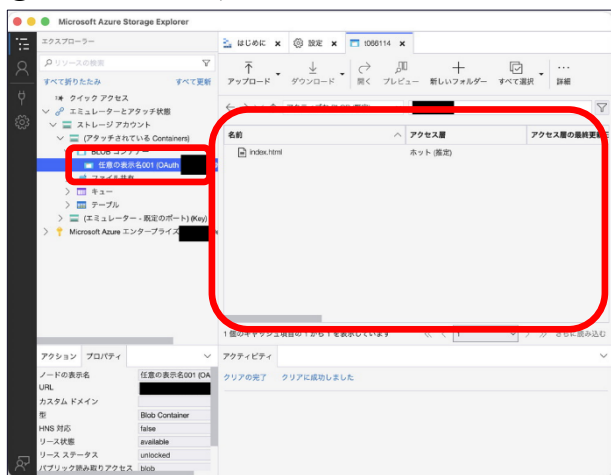 Microsoft Azure Storage Explorer
エクスプローラー
はじめに
設定
t066114
リソースの検索
すべて折りたたみ
すべて更新
アップロード
ダウンロード
開く
プレビュー
新しいフォルダー
すべて選択
詳細
クイック アクセス
エミュレーターとアタッチ状態
ストレージ アカウント
(アタッチされている Containers)
BLOB コンテナー
任意の表示名001 (OAuth
ファイル共有
キュー
テーブル
(エミュレーター - 既定のポート) (Key)
Microsoft Azure エンタープライズ
名前
アクセス層
アクセス層の最終更新
index.html
ホット (推定)
1 個のキャッシュ項目の 1 から 1 を表示しています
1
さらに読み込む
アクション
プロパティ
ノードの表示名
任意の表示名001 (OA
URL
カスタム ドメイン
型
Blob Container
HNS 対応
false
リース状態
available
リース ステータス
unlocked
パブリック読み取りアクセス
blob
アクティビティ
クリアの完了
クリアに成功しました